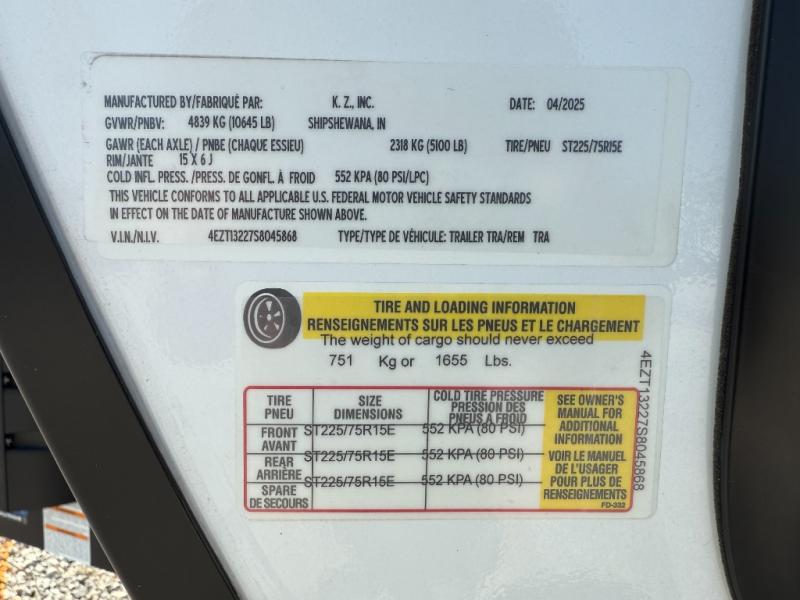 MANUFACTURED BY/FABRIQUÉ PAR: K. Z., INC. DATE: 04/2025
GVWR/PNBV: 4839 KG (10645 LB) SHIPSHEWANA, IN
GAWR (EACH AXLE) / PNBE (CHAQUE ESSIEU) 2318 KG (5100 LB) TIRE/PNEU ST225/75R15E
RIM/JANTE 15 X 6 J
COLD INFL. PRESS./PRESS. DE GONFL. À FROID 552 KPA (80 PSI/LPC)
THIS VEHICLE CONFORMS TO ALL APPLICABLE U.S. FEDERAL MOTOR VEHICLE SAFETY STANDARDS
IN EFFECT ON THE DATE OF MANUFACTURE SHOWN ABOVE.
V.I.N./N.I.V. 4EZT13227S8045868 TYPE/TYPE DE VÉHICULE: TRAILER TRA/REM TRA
TIRE AND LOADING INFORMATION
RENSEIGNEMENTS SUR LES PNEUS ET LE CHARGEMENT
The weight of cargo should never exceed
751 Kg or 1655 Lbs.
TIRE
PNEU
SIZE
DIMENSIONS
COLD TIRE PRESSURE
PRESSION DES
PNEUS À FROID
FRONT
AVANT
ST225/75R15E 552 KPA (80 PSI)
REAR
ARRIÈRE
ST225/75R15E 552 KPA (80 PSI)
SPARE
DE SECOURS
ST225/75R15E 552 KPA (80 PSI)
SEE OWNER'S
MANUAL FOR
ADDITIONAL
INFORMATION
VOIR LE MANUEL
DE L'USAGER
POUR PLUS DE
RENSEIGNEMENTS
FD-332
4EZT13227S8045868